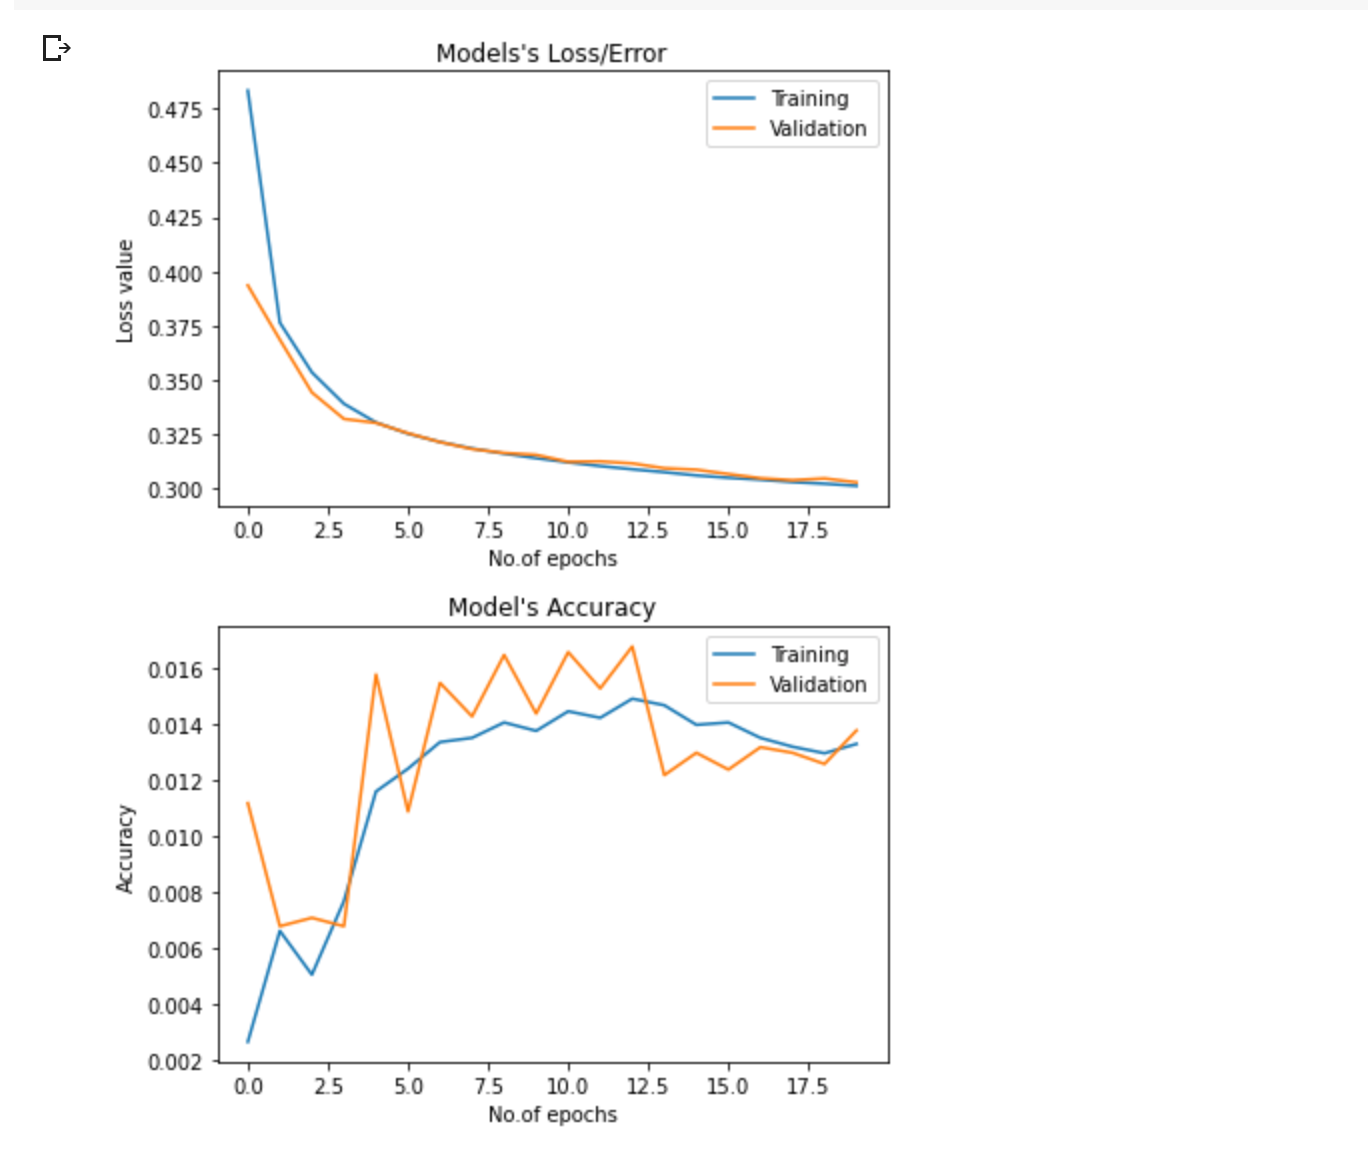 Models's Loss/Error
Training
Validation
0.475
0.450
0.425
0.400
0.375
0.350
0.325
0.300
Loss value
0.0 2.5 5.0 7.5 10.0 12.5 15.0 17.5
No.of epochs
Model's Accuracy
Training
Validation
0.016
0.014
0.012
0.010
0.008
0.006
0.004
0.002
Accuracy
0.0 2.5 5.0 7.5 10.0 12.5 15.0 17.5
No.of epochs